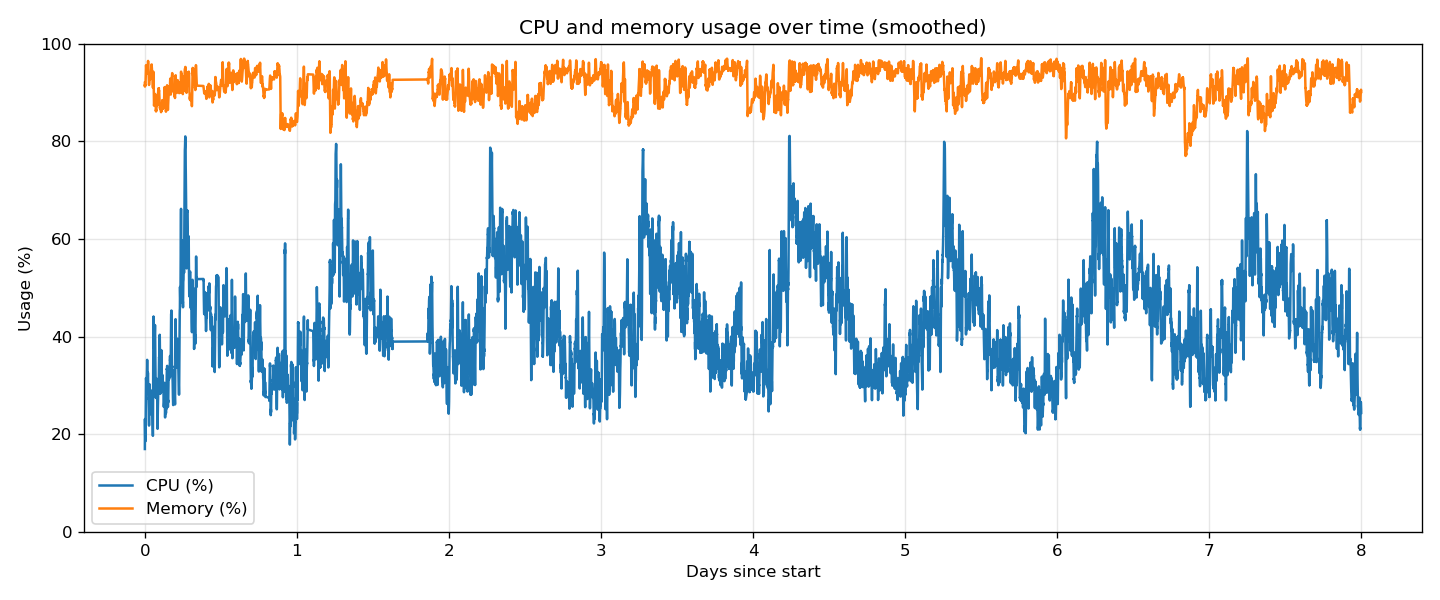 CPU and memory usage over time (smoothed)
100
80
60
40
20
0
Usage (%)
CPU (%)
Memory (%)
0 1 2 3 4 5 6 7 8
Days since start